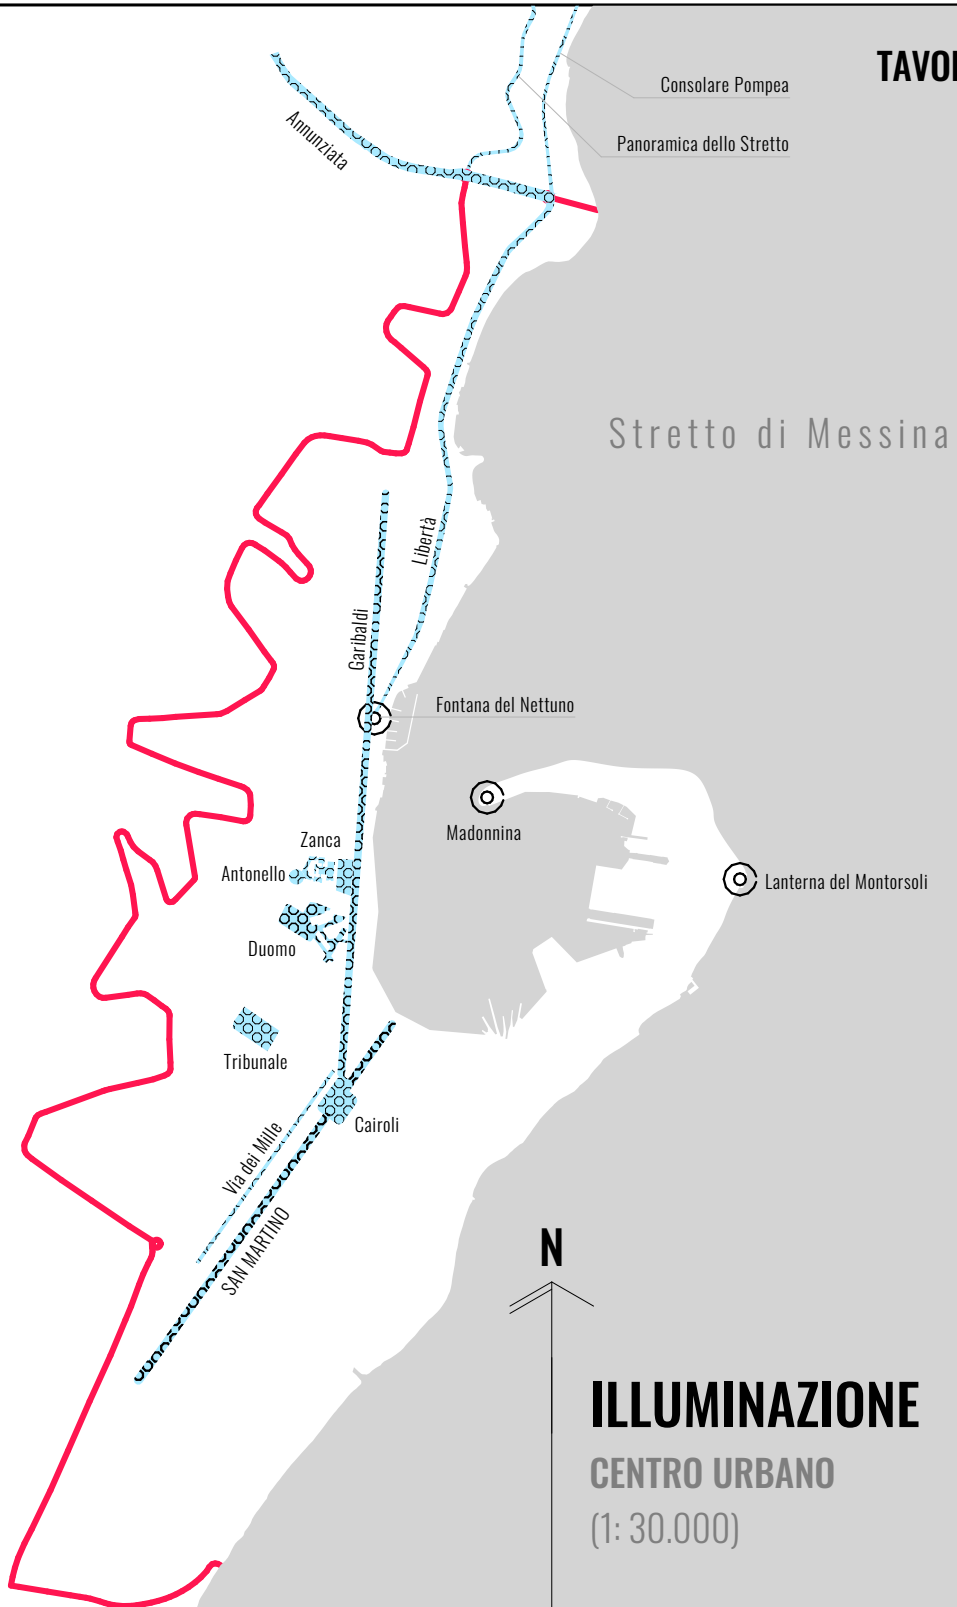 TAVO
Consolare Pompea
Annunziata
Panoramica dello Stretto
Stretto di Messina
Libertà
Garibaldi
Fontana del Nettuno
Madonnina
Zanca
Antonello
Lanterna del Montorsoli
Duomo
Tribunale
Cairoli
Via dei Mille
SAN MARTINO
N
ILLUMINAZIONE
CENTRO URBANO
(1: 30.000)